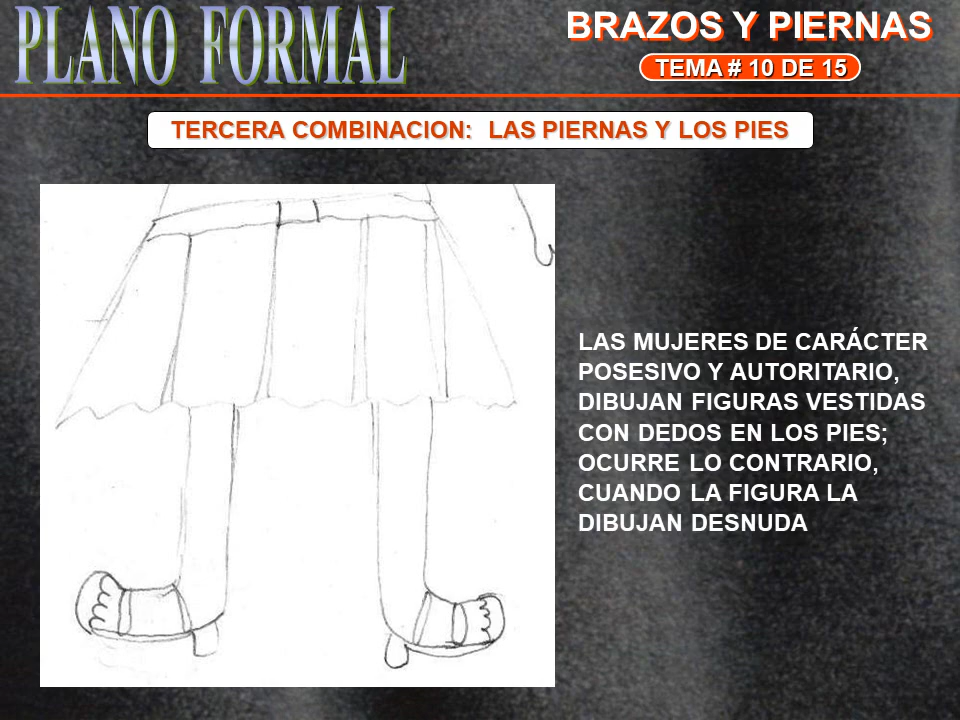 PLANO FORMAL
BRAZOS Y PIERNAS
TEMA # 10 DE 15
TERCERA COMBINACION: LAS PIERNAS Y LOS PIES
LAS MUJERES DE CARÁCTER
POSESIVO Y AUTORITARIO,
DIBUJAN FIGURAS VESTIDAS
CON DEDOS EN LOS PIES;
OCURRE LO CONTRARIO,
CUANDO LA FIGURA LA
DIBUJAN DESNUDA